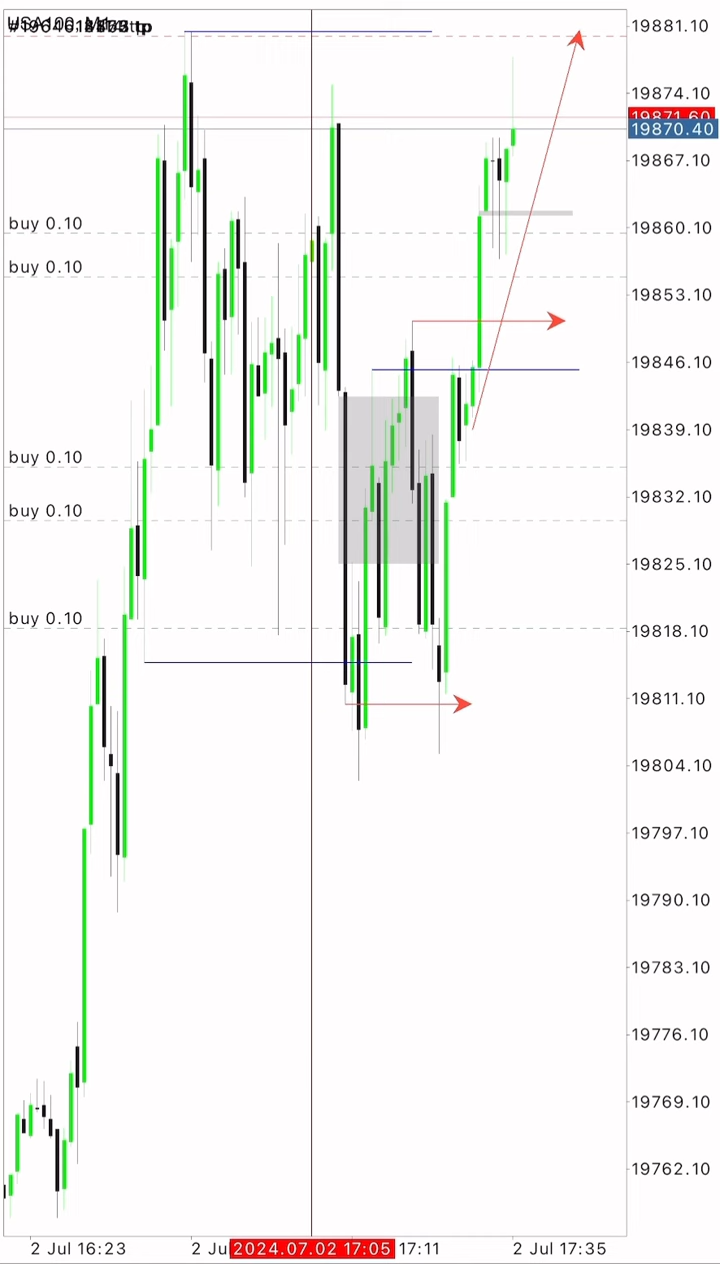 19881.10
19874.10
19871.60
19870.40
19867.10
buy 0.10
19860.10
buy 0.10
19853.10
19846.10
19839.10
buy 0.10
19832.10
buy 0.10
19825.10
buy 0.10
19818.10
19811.10
19804.10
19797.10
19790.10
19783.10
19776.10
19769.10
19762.10
2 Jul 16:23
2 Ju
2024.07.02 17:05
17:11
2 Jul 17:35